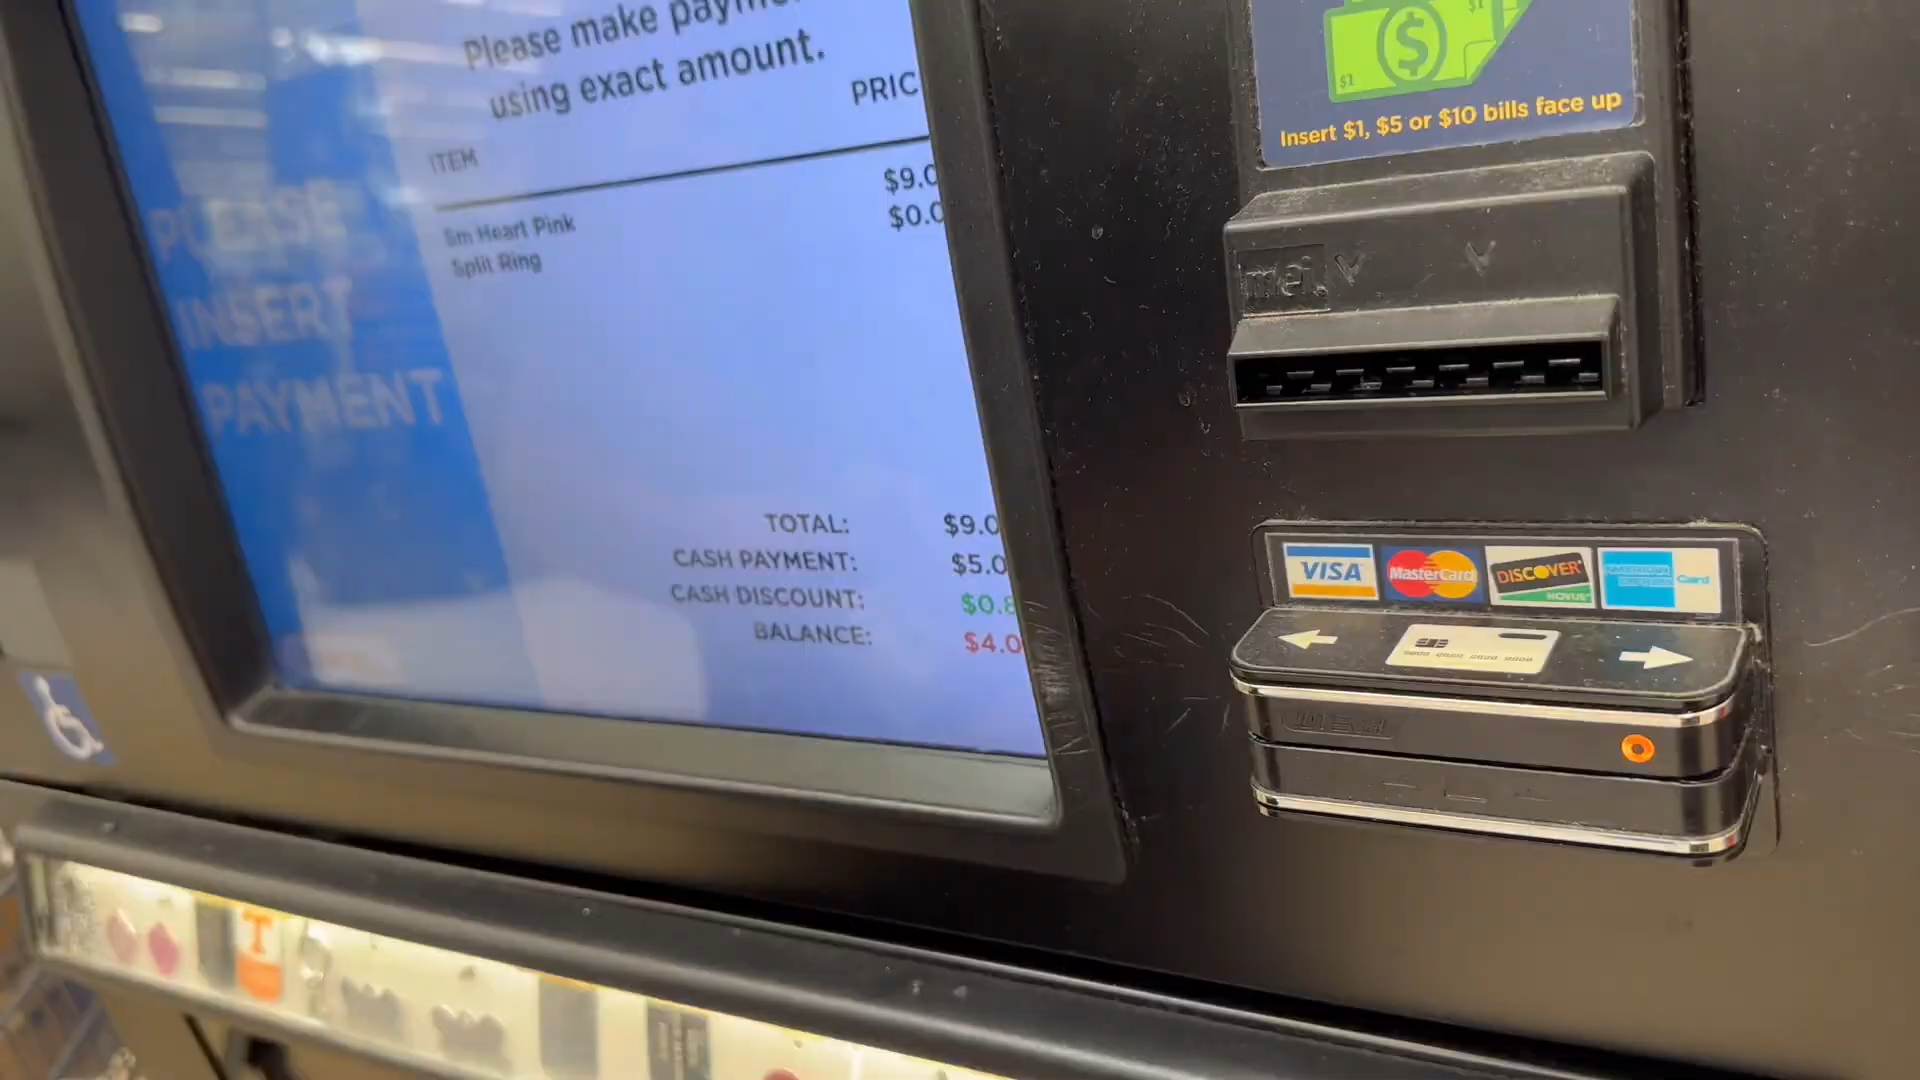 Please make payme
using exact amount.
ITEM
PRIC
Sm Heart Pink
$9.0
Split Ring
$0.0
PLEASE
INSERT
PAYMENT
TOTAL:
$9.0
CASH PAYMENT:
$5.0
CASH DISCOUNT:
$0.8
BALANCE:
$4.0
$1
$
$1
Insert $1, $5 or $10 bills face up
mei
VISA
MasterCard
DISCOVER
NOVUS
AMERICAN EXPRESS Card
T